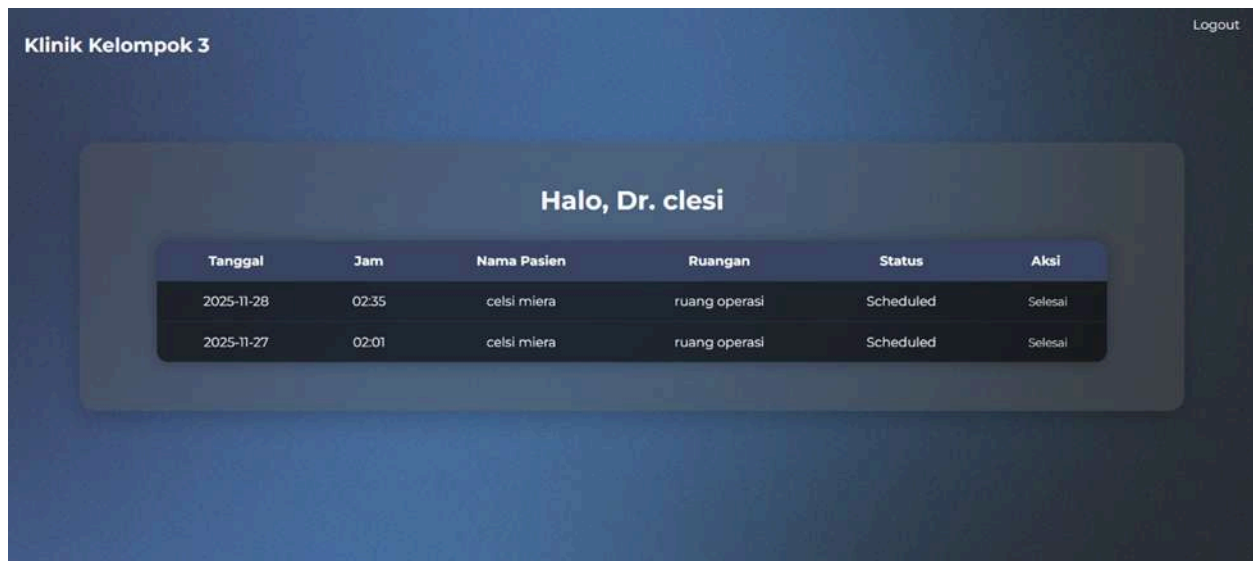 Logout
Klinik Kelompok 3
Halo, Dr. clesi
Tanggal Jam Nama Pasien Ruangan Status Aksi
2025-11-28 02:35 celsi miera ruang operasi Scheduled Selesai
2025-11-27 02:01 celsi miera ruang operasi Scheduled Selesai